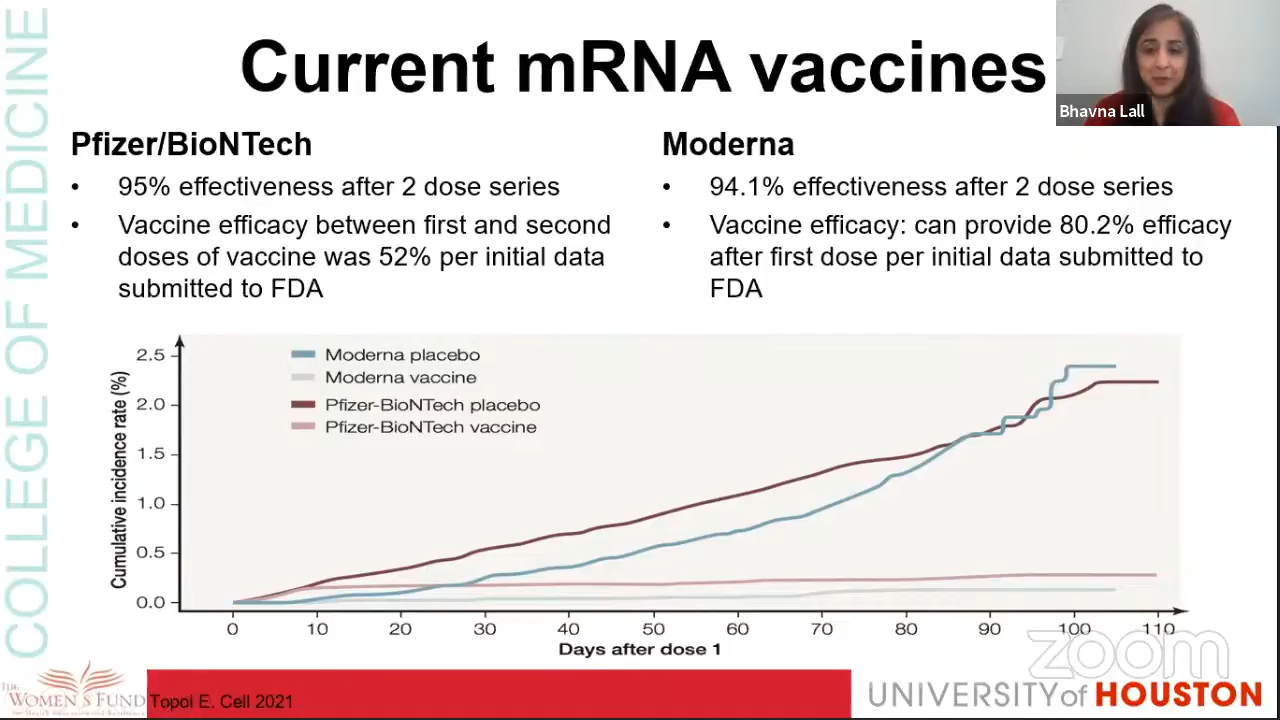 COLLEGE OF MEDICINE
Current mRNA vaccines
Bhavna Lall
Pfizer/BioNTech
• 95% effectiveness after 2 dose series
• Vaccine efficacy between first and second
doses of vaccine was 52% per initial data
submitted to FDA
Moderna
• 94.1% effectiveness after 2 dose series
• Vaccine efficacy: can provide 80.2% efficacy
after first dose per initial data submitted to
FDA
Cumulative incidence rate (%)
2.5
2.0
1.5
1.0
0.5
0.0
Moderna placebo
Moderna vaccine
Pfizer-BioNTech placebo
Pfizer-BioNTech vaccine
0 10 20 30 40 50 60 70 80 90 100 110
Days after dose 1
zoom
THE WOMEN'S FUND
Topol E. Cell 2021
UNIVERSITY of HOUSTON